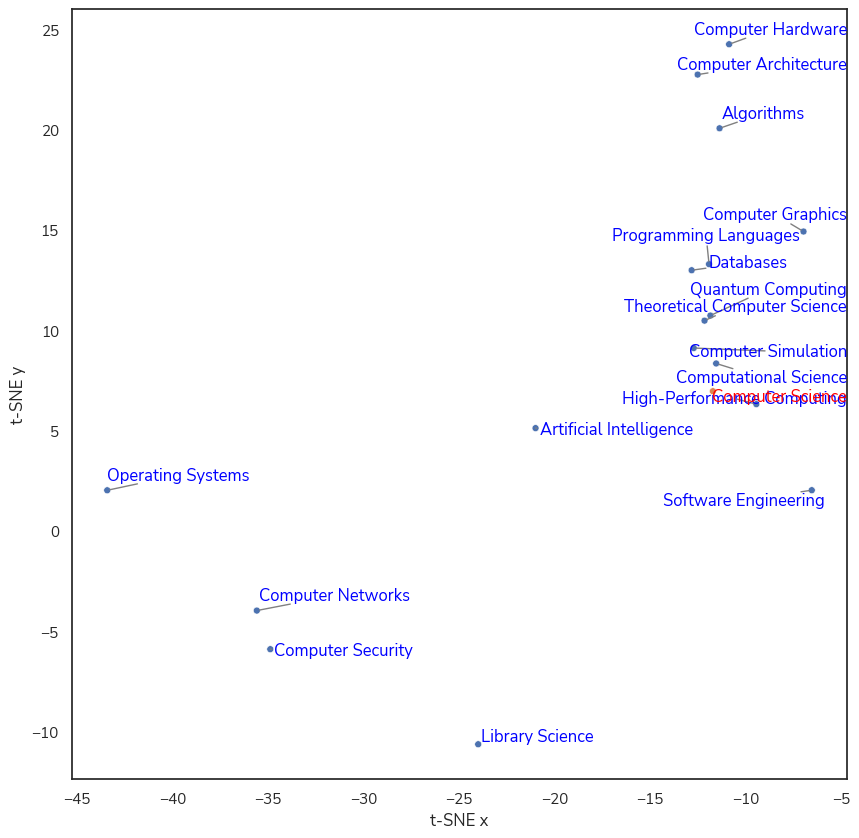 25
Computer Hardware
Computer Architecture
20
Algorithms
15
Computer Graphics
Programming Languages
Databases
Quantum Computing
10
Theoretical Computer Science
Computer Simulation
Computational Science
Computer Science
High-Performance Computing
5
Artificial Intelligence
t-SNE y
Operating Systems
Software Engineering
0
Computer Networks
−5
Computer Security
−10
Library Science
−45 −40 −35 −30 −25 −20 −15 −10 −5
t-SNE x